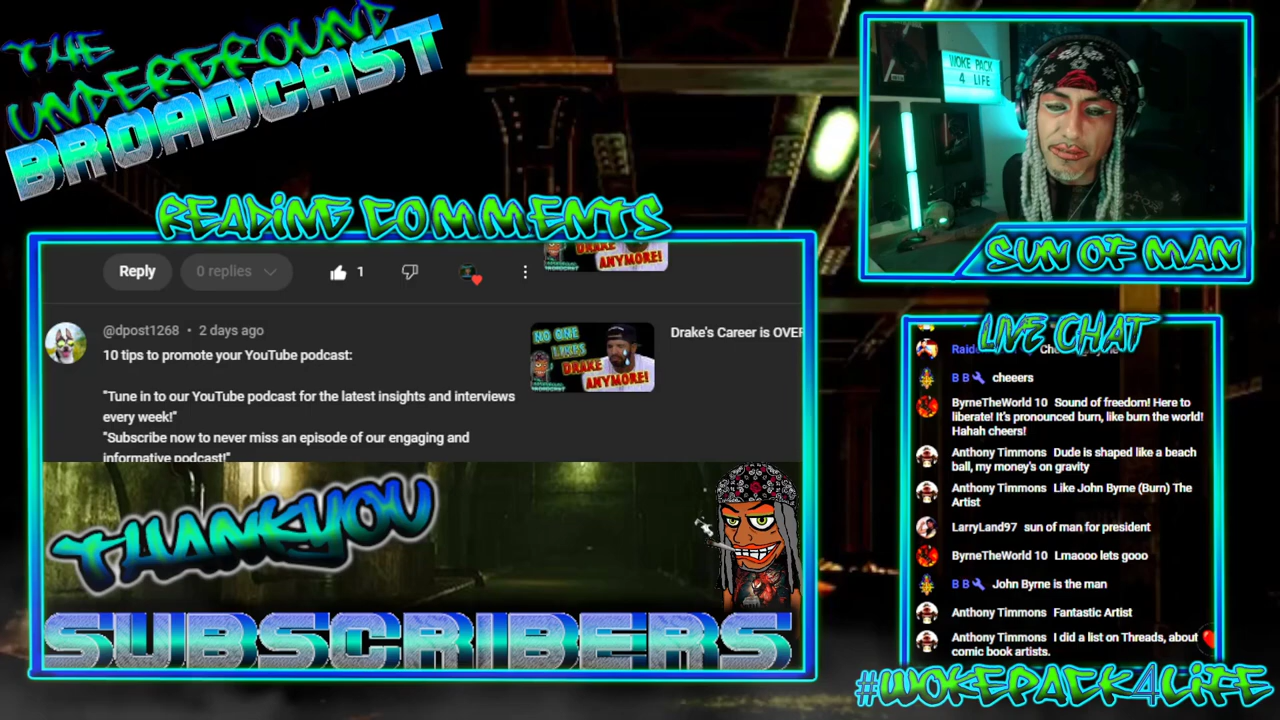 THE
UNDERGROUND
BROADCAST
READING COMMENTS
Reply
0 replies
1
DRAKE
ANYMORE!
@dpost1268 • 2 days ago
10 tips to promote your YouTube podcast:
"Tune in to our YouTube podcast for the latest insights and interviews
every week!"
"Subscribe now to never miss an episode of our engaging and
informative podcast!"
NO ONE
LIKES
DRAKE
ANYMORE!
Drake's Career is OVER
THANKYOU
SUBSCRIBERS
WOKE PACK
4 LIFE
SUN OF MAN
LIVE CHAT
B B cheeers
ByrneTheWorld 10 Sound of freedom! Here to
liberate! It's pronounced burn, like burn the world!
Hahah cheers!
Anthony Timmons Dude is shaped like a beach
ball, my money's on gravity
Anthony Timmons Like John Byrne (Burn) The
Artist
LarryLand97 sun of man for president
ByrneTheWorld 10 Lmaooo lets gooo
B B John Byrne is the man
Anthony Timmons Fantastic Artist
Anthony Timmons I did a list on Threads, about
comic book artists.
#WOKEPACK4LIFE